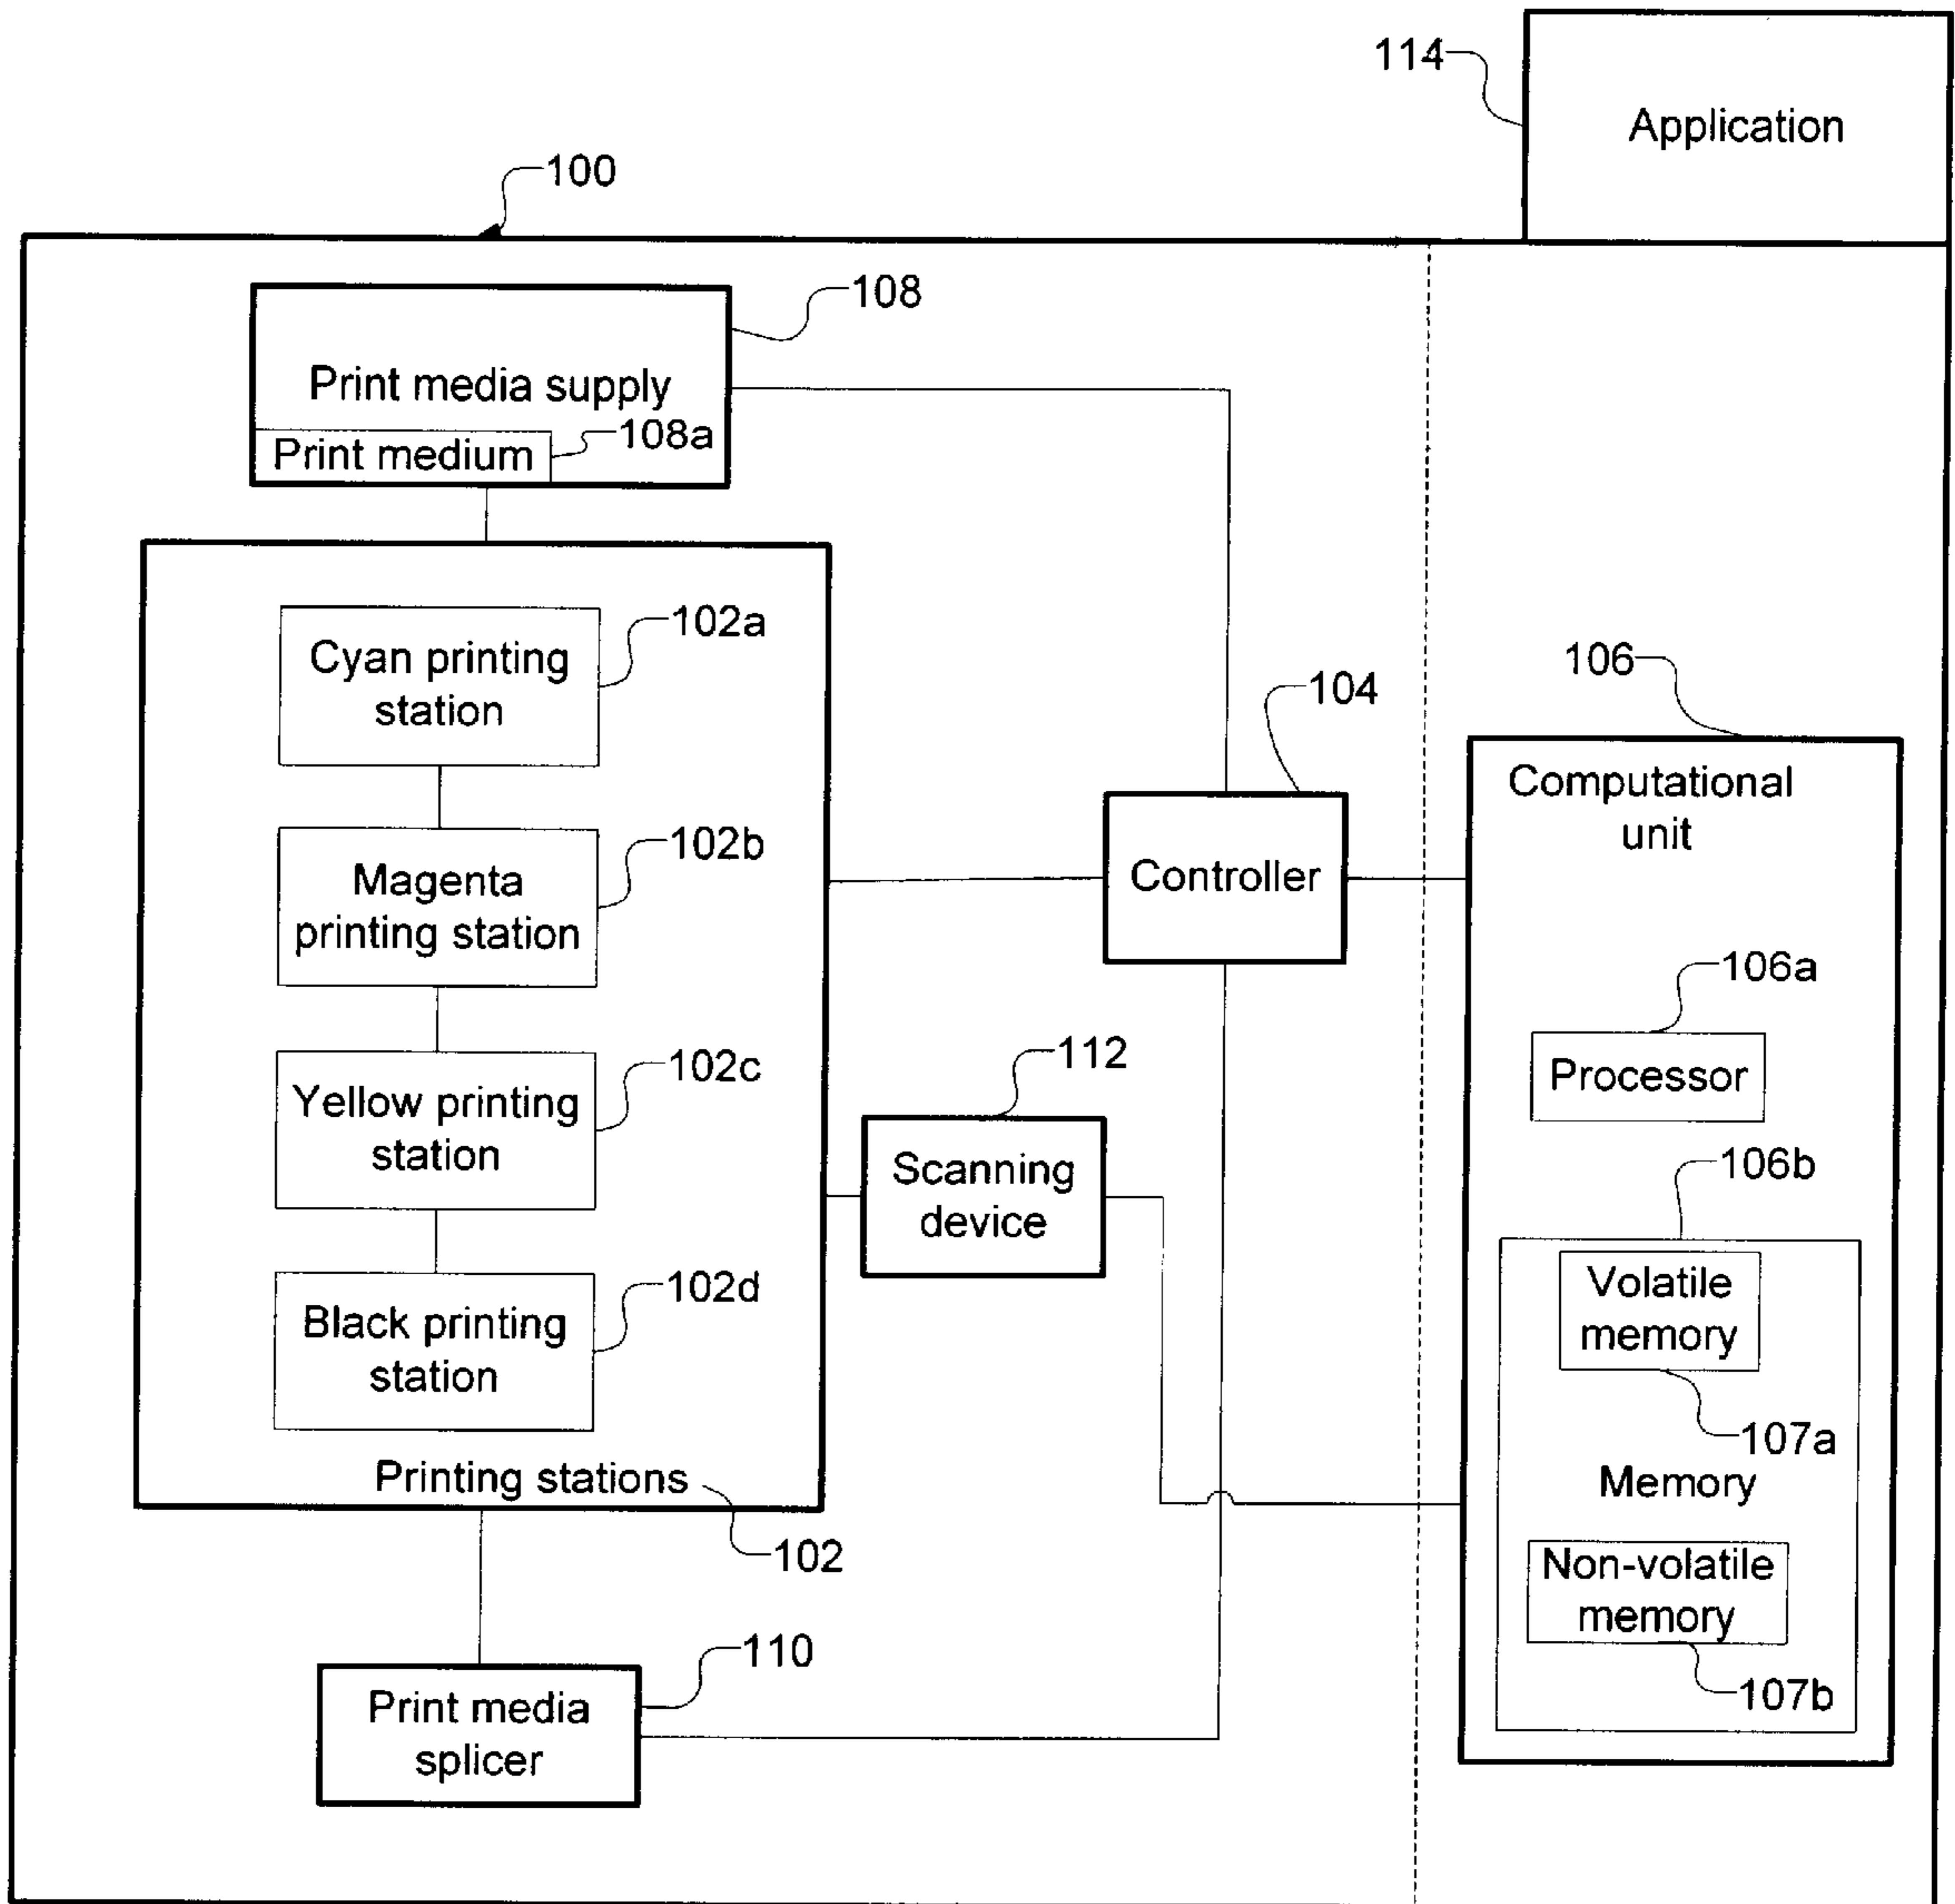 114
Application
100
108
Print media supply
108a
Print medium
102a
Cyan printing
station
104
106
Computational
unit
102b
Magenta
printing station
Controller
106a
Processor
102c
Yellow printing
station
112
Scanning
device
106b
Volatile
memory
107a
Memory
Non-volatile
memory
107b
102d
Black printing
station
Printing stations
102
110
Print media
splicer